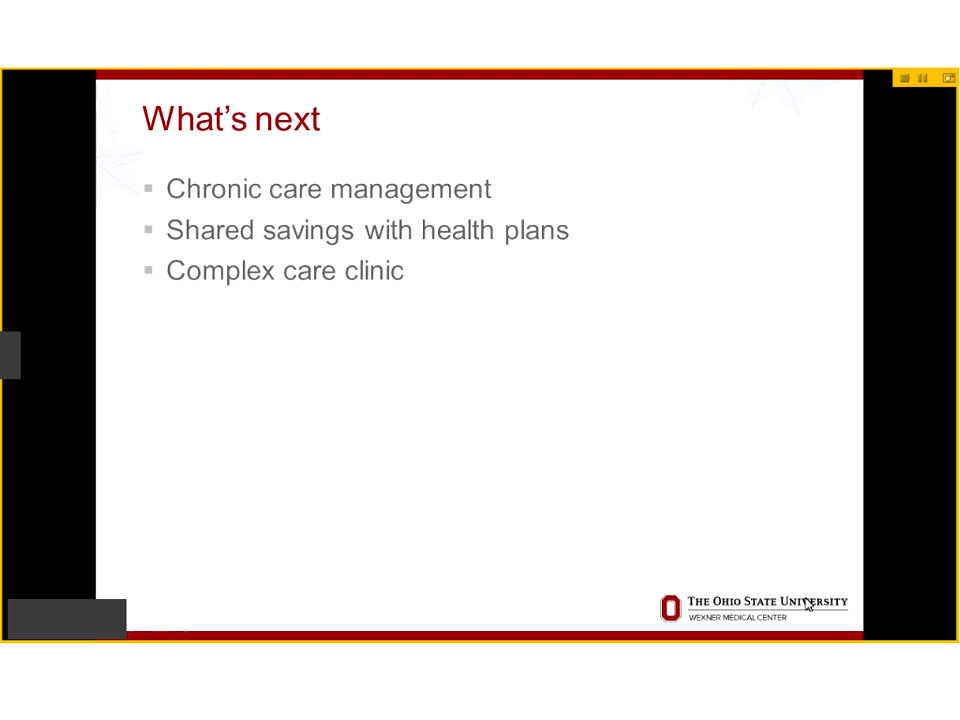 What's next
▪ Chronic care management
▪ Shared savings with health plans
▪ Complex care clinic
THE OHIO STATE UNIVERSITY
WEXNER MEDICAL CENTER